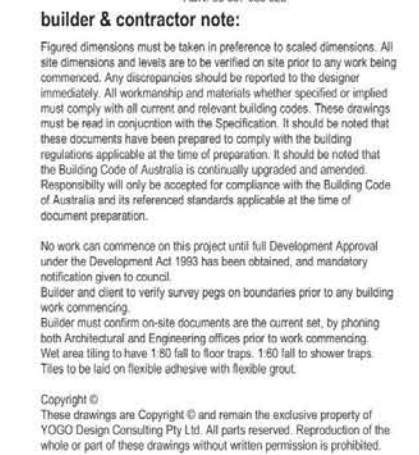 builder & contractor note:
Figured dimensions must be taken in preference to scaled dimensions. All
site dimensions and levels are to be verified on site prior to any work being
commenced. Any discrepancies should be reported to the designer
immediately. All workmanship and materials whether specified or implied
must comply with all current and relevant building codes. These drawings
must be read in conjucntion with the Specification. It should be noted that
these documents have been prepared to comply with the building
regulations applicable at the time of preparation. It should be noted that
the Building Code of Australia is continually upgraded and amended.
Responsibilty will only be accepted for compliance with the Building Code
of Australia and its referenced standards applicable at the time of
document preparation.
No work can commence on this project until full Development Approval
under the Development Act 1993 has been obtained, and mandatory
notification given to council.
Builder and client to verify survey pegs on boundaries prior to any building
work commencing.
Builder must confirm on-site documents are the current set, by phoning
both Architectural and Engineering offices prior to work commencing.
Wet area tiling to have 1:80 fall to floor traps. 1:60 fall to shower traps.
Tiles to be laid on flexible adhesive with flexible grout.
Copyright ©
These drawings are Copyright © and remain the exclusive property of
YOGO Design Consulting Pty Ltd. All parts reserved. Reproduction of the
whole or part of these drawings without written permission is prohibited.